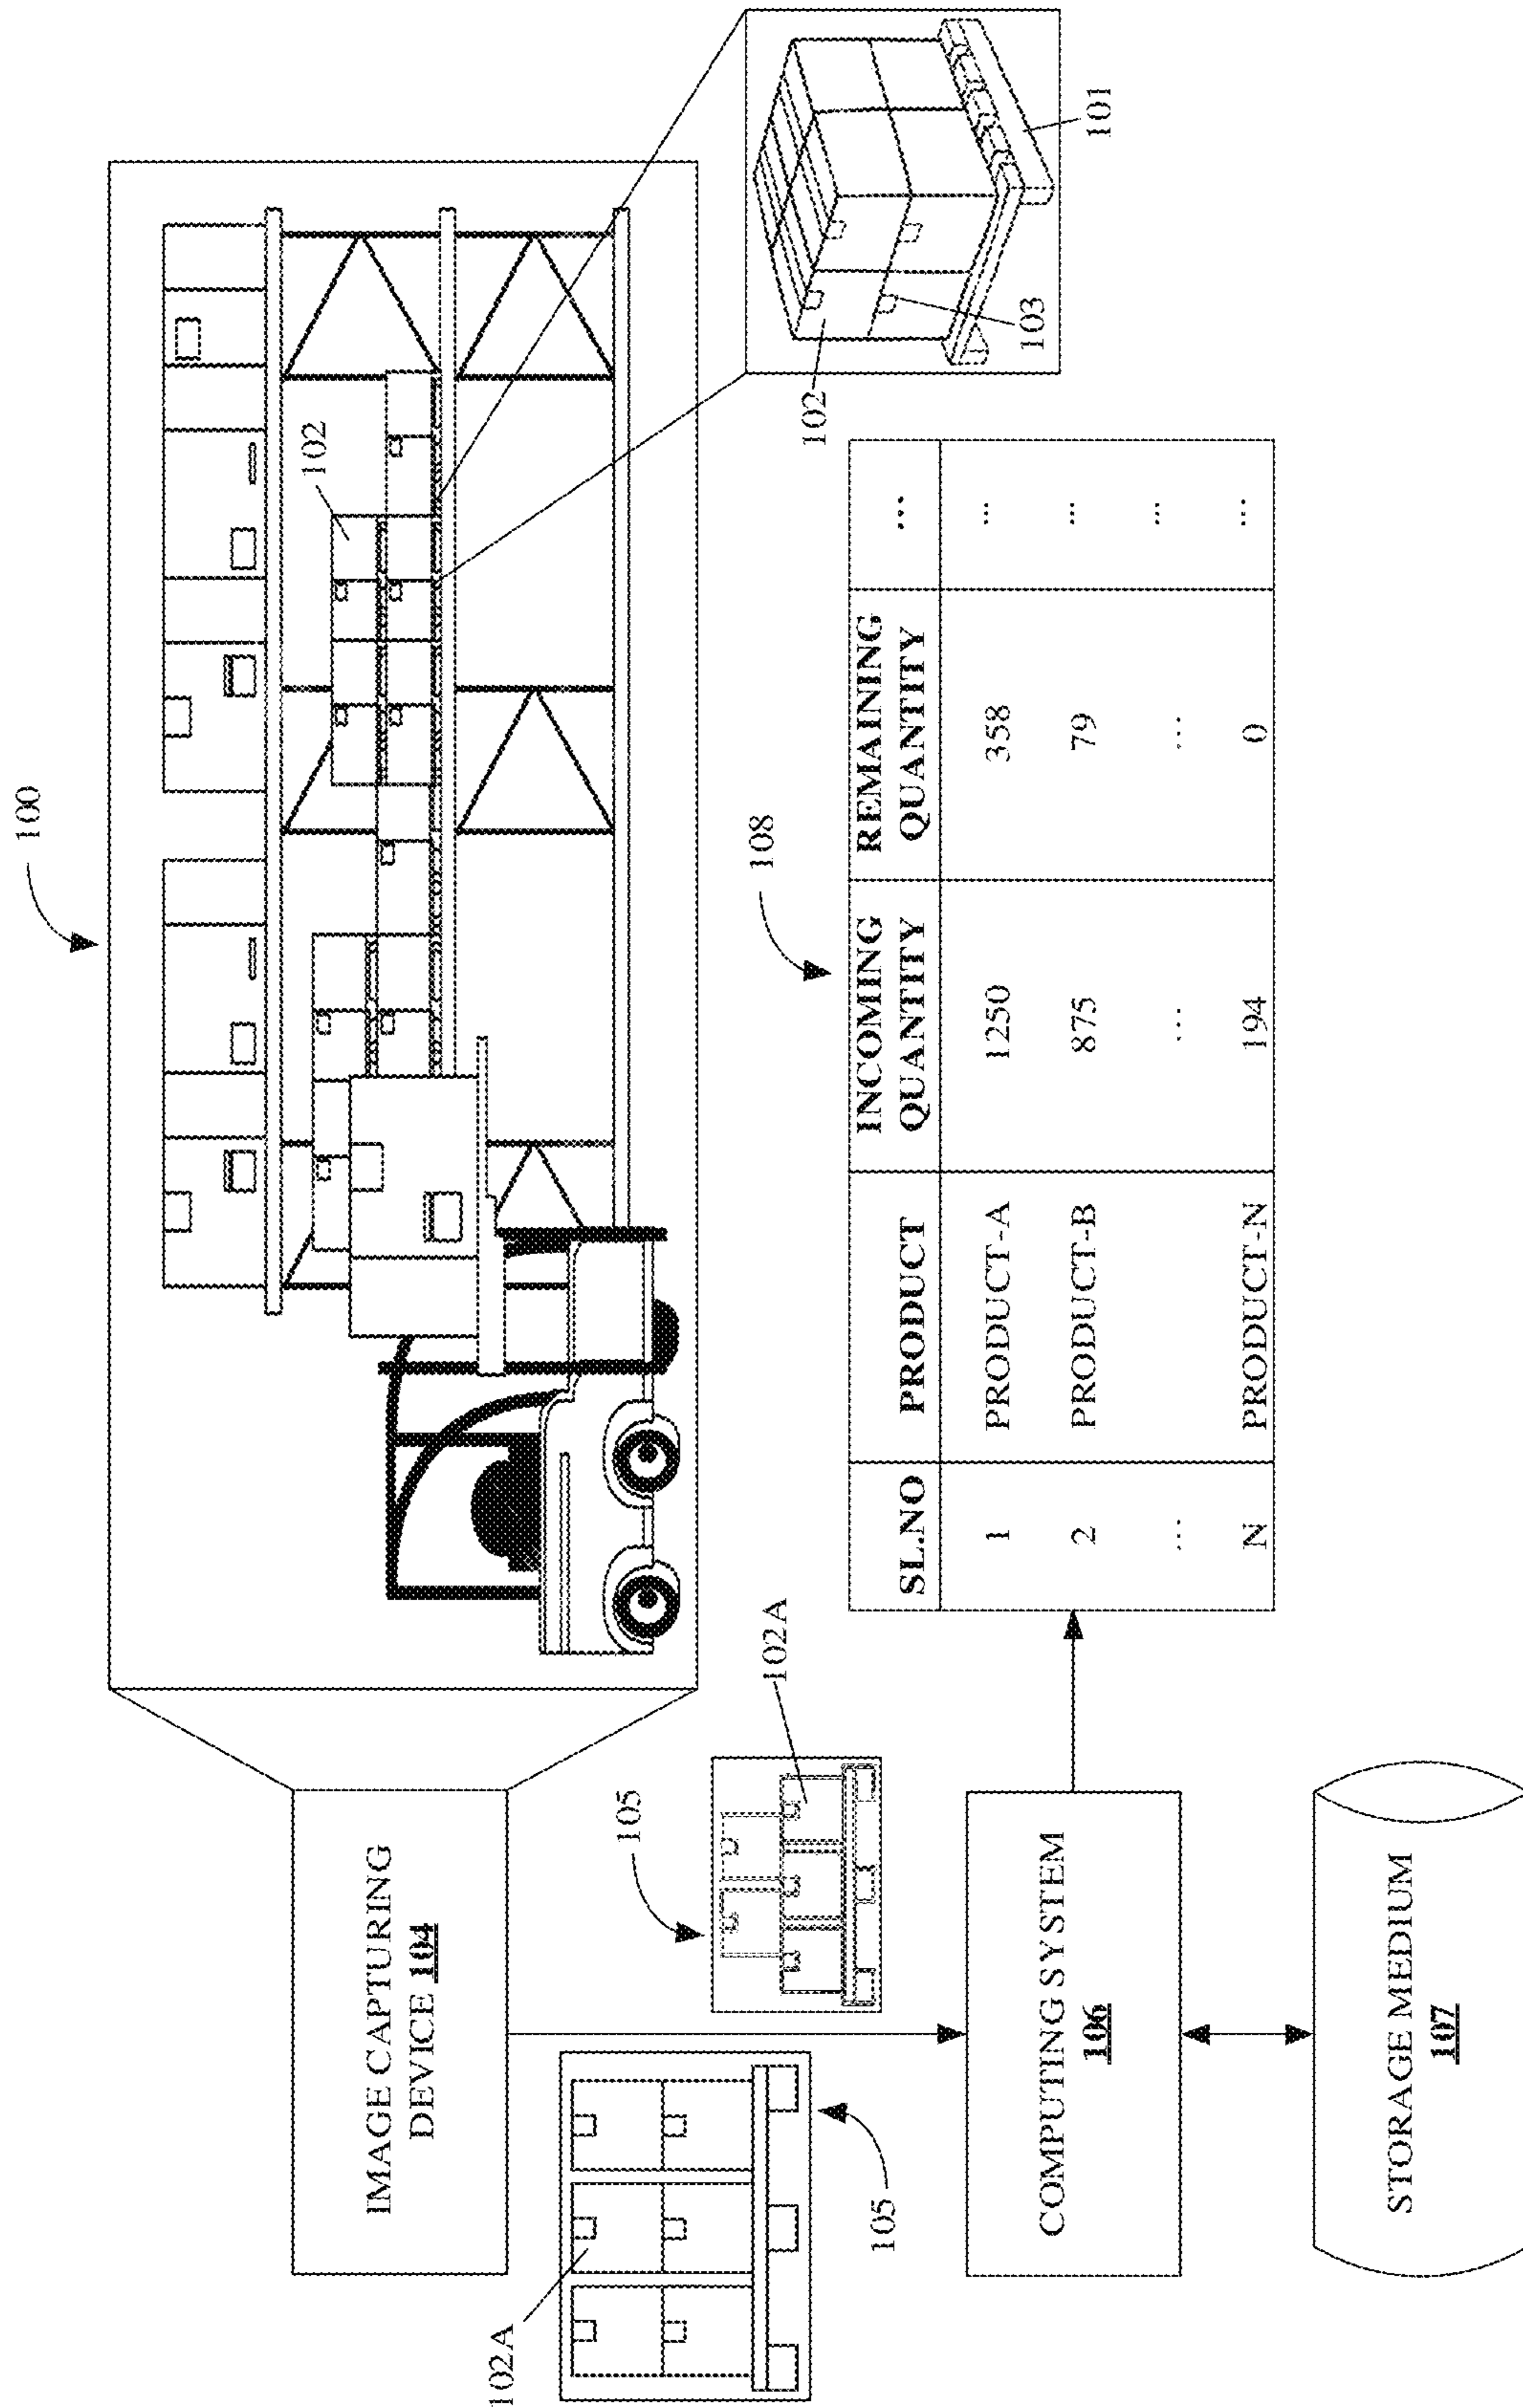 100
IMAGE CAPTURING
DEVICE 104
102
102
103
101
102A
105
105
102A
COMPUTING SYSTEM
106
STORAGE MEDIUM
107
108
SL.NO PRODUCT INCOMING QUANTITY REMAINING QUANTITY ...
1 PRODUCT-A 1250 358 ...
2 PRODUCT-B 875 79 ...
... ... ... ...
N PRODUCT-N 194 0 ...